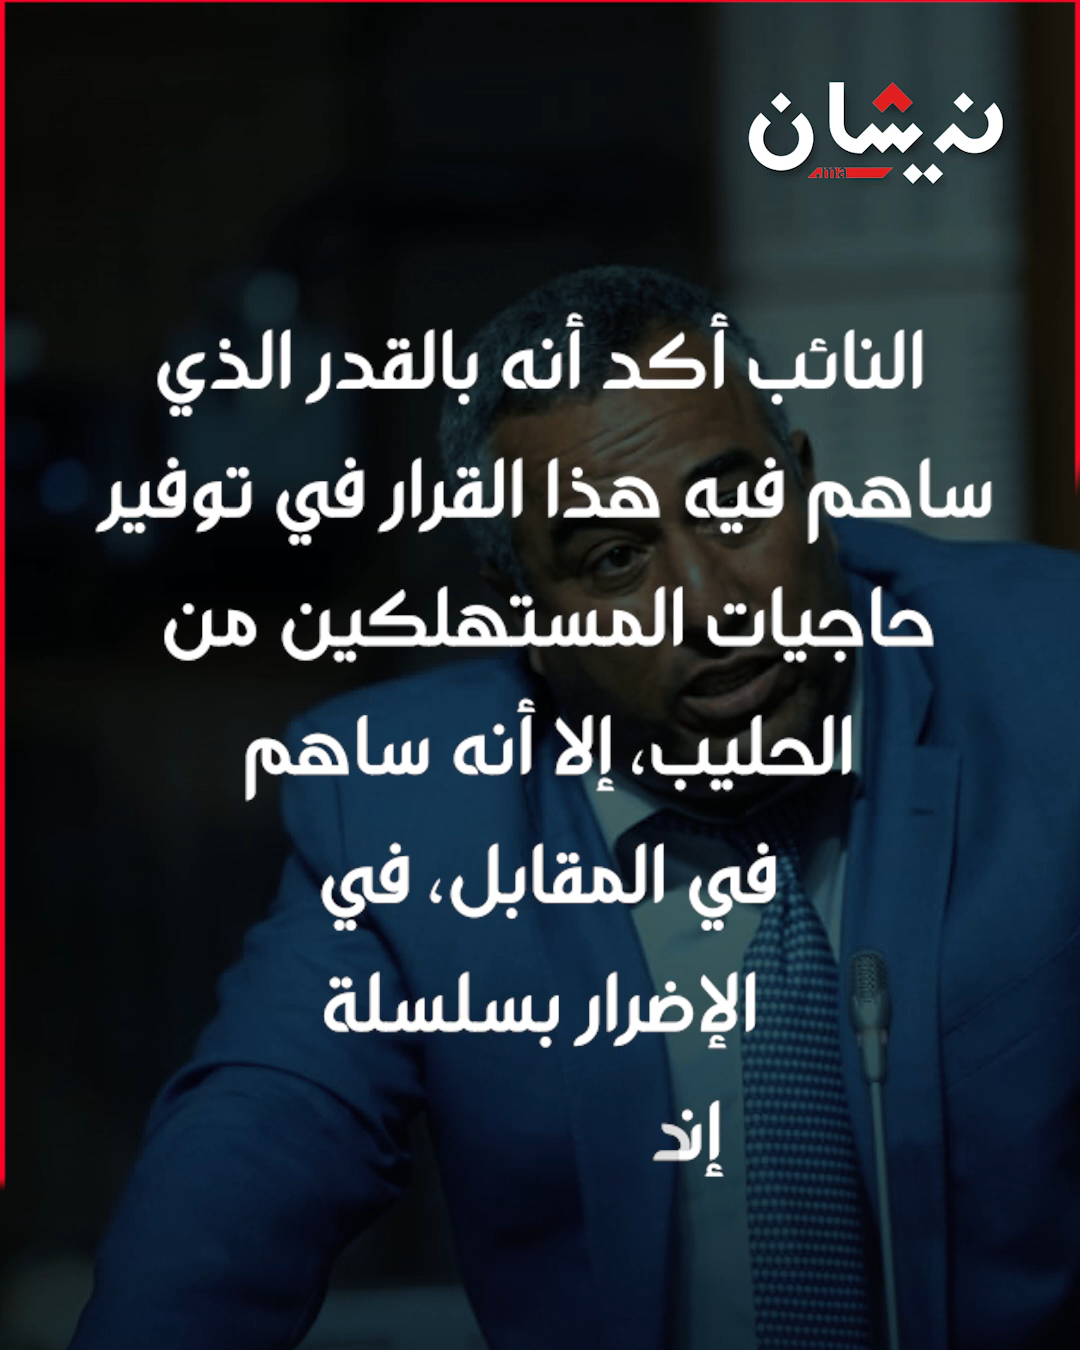 نيشان
النائب أكد أنه بالقدر الذي
ساهم فيه هذا القرار في توفير
حاجيات المستهلكين من
الحليب، إلا أنه ساهم
في المقابل، في
الإضرار بسلسلة
إند